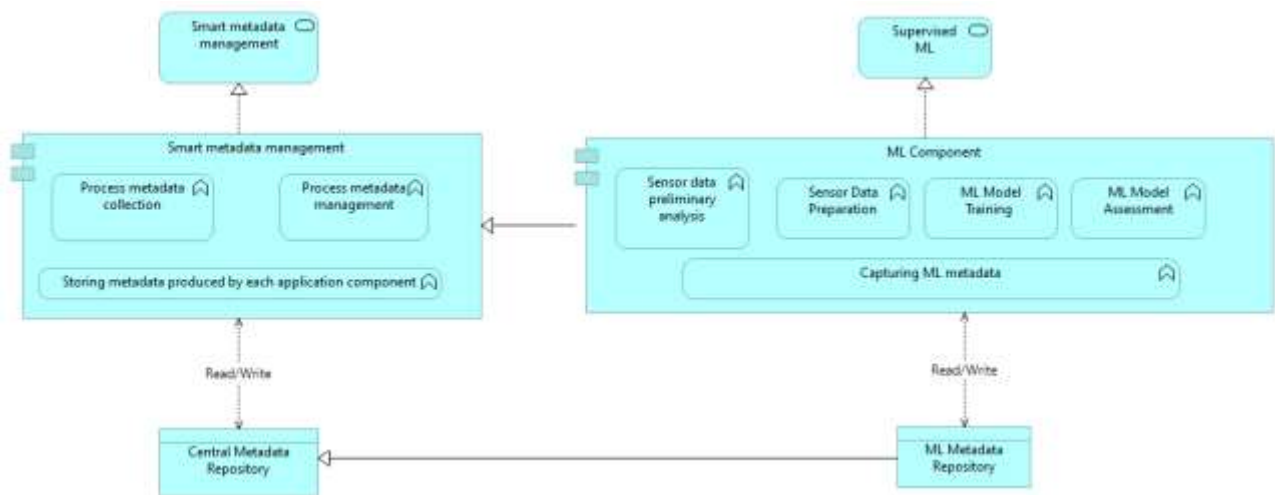 Smart metadata
management
Supervised
ML
Smart metadata management
Process metadata
collection
Process metadata
management
Storing metadata produced by each application component
ML Component
Sensor data
preliminary
analysis
Sensor Data
Preparation
ML Model
Training
ML Model
Assessment
Capturing ML metadata
Read/Write
Read/Write
Central Metadata
Repository
ML Metadata
Repository